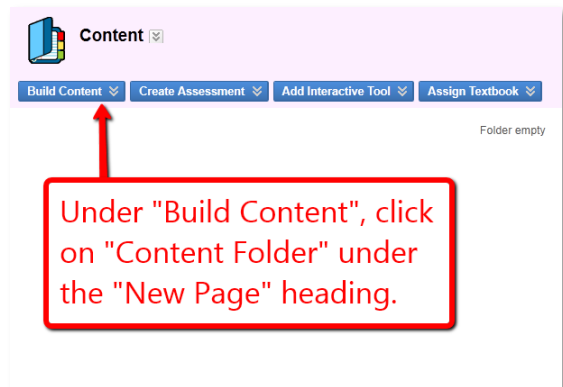 Content
Build Content Create Assessment Add Interactive Tool Assign Textbook
Folder empty
Under "Build Content", click
on "Content Folder" under
the "New Page" heading.